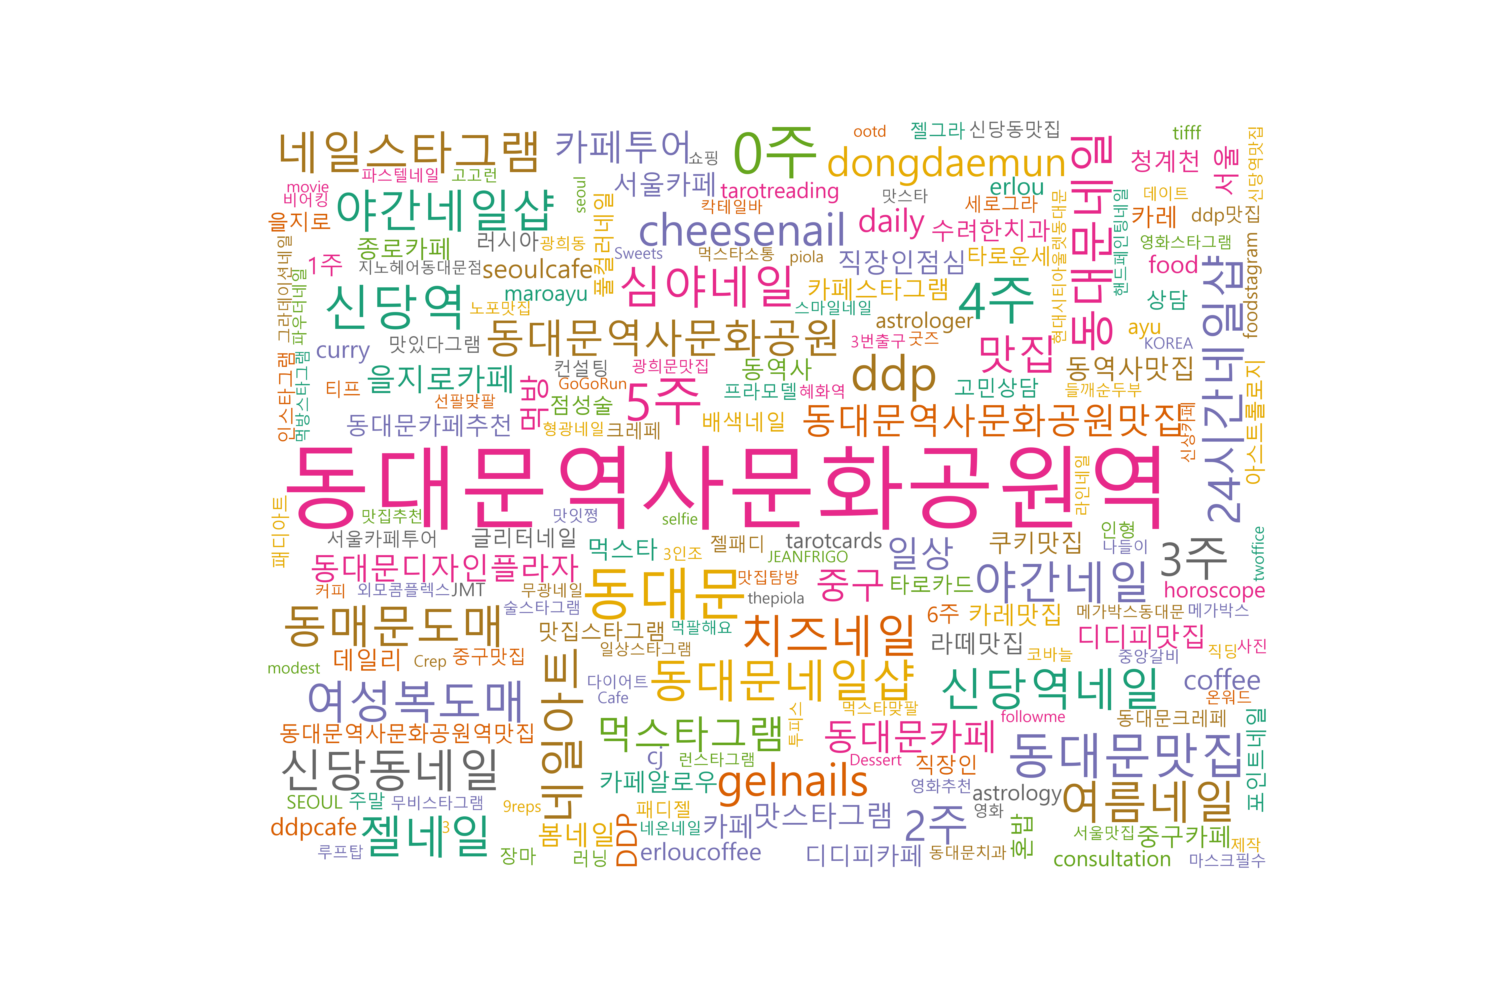 네일스타그램
카페투어
0주
ootd
젤그라
신당동맛집
tifff
신당역맛집
쇼핑
dongdaemun
동대문네일
청계천
서울
movie
비어킹
파스텔네일
고고런
seoul
풀컬러네일
서울카페
tarotreading
맛스타
erlou
데이트
야간네일샵
을지로
칵테일바
daily
세로그라
카레
ddp맛집
cheesenail
수려한치과
현대시티아울렛동대문
핸드페인팅네일
영화스타그램
종로카페
러시아
광희동
Sweets
먹스타소통
piola
직장인점심
타로운세
food
foodstagram
24시간네일샵
그라데이션네일
파우더네일
1주
지노헤어동대문점
seoulcafe
심야네일
카페스타그램
4주
상담
신당역
maroayu
노포맛집
스마일네일
astrologer
ayu
curry
맛있다그램
동대문역사문화공원
3번출구
굿즈
맛집
KOREA
인스타그램
먹방스타그램
컨설팅
광희문맛집
동역사
ddp
동역사맛집
아스트롤로지
티프
을지로카페
먹방
GoGoRun
프라모델
혜화역
고민상담
들깨순두부
선팔맞팔
점성술
5주
배색네일
동대문역사문화공원맛집
신상카페
동대문카페추천
형광네일
크레페
동대문역사문화공원역
라인네일
패디아트
맛집추천
맛잇쪙
selfie
인형
twoffice
서울카페투어
글리터네일
먹스타
3인조
젤패디
tarotcards
일상
쿠키맛집
나들이
3주
동대문디자인플라자
JEANFRIGO
커피
외모콤플렉스
JMT
무광네일
동대문
맛집탐방
중구
타로카드
야간네일
horoscope
thepiola
술스타그램
동매문도매
맛집스타그램
먹팔해요
치즈네일
6주
카레맛집
메가박스동대문
메가박스
라떼맛집
디디피맛집
사진
데일리
Crep
중구맛집
네일아트
일상스타그램
코바늘
중앙갈비
직딩
modest
다이어트
동대문네일샵
신당역네일
coffee
여성복도매
Cafe
투피스
먹스타맞팔
온워드
followme
동대문크레페
포인트네일
동대문역사문화공원역맛집
먹스타그램
동대문카페
동대문맛집
신당동네일
cj
런스타그램
Dessert
직장인
카페알로우
gelnails
영화추천
astrology
여름네일
SEOUL
주말
무비스타그램
9reps
패디젤
영화
ddpcafe
젤네일
3
봄네일
DDP
네온네일
카페
맛스타그램
2주
혼밥
서울맛집
중구카페
제작
루프탑
장마
러닝
erloucoffee
디디피카페
동대문치과
consultation
마스크필수